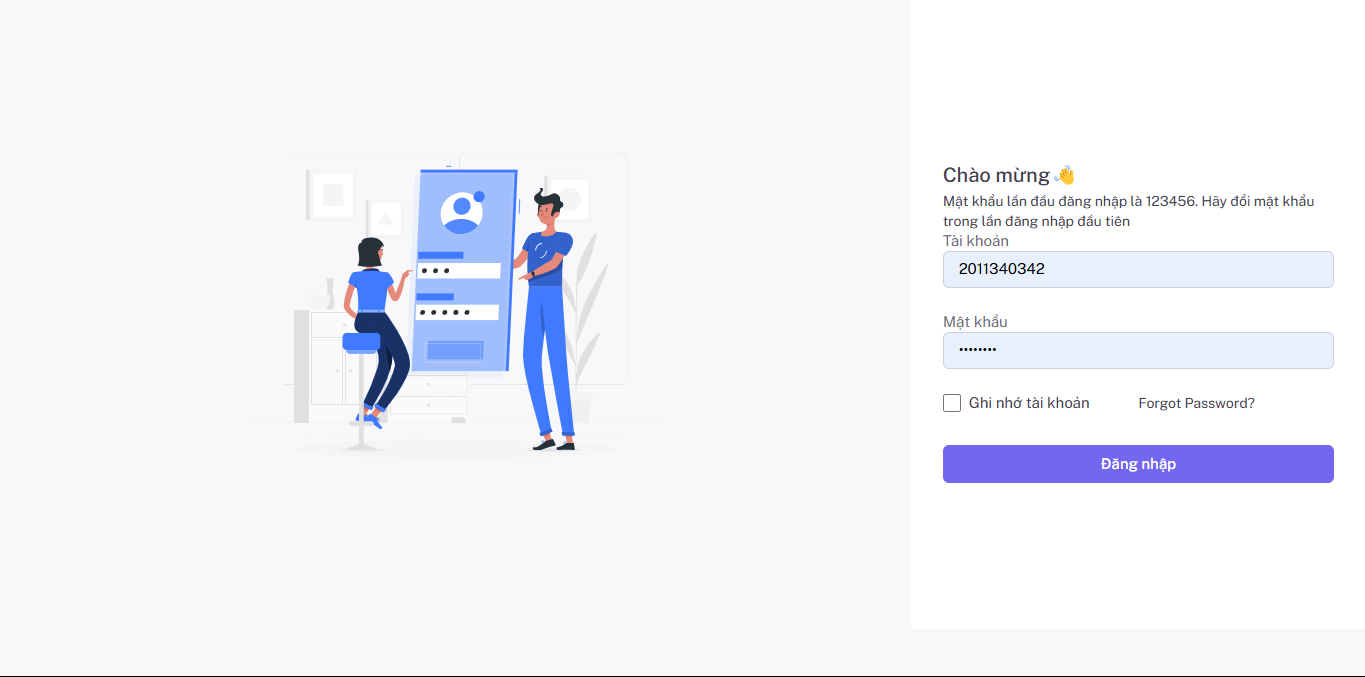 Chào mừng 👋
Mật khẩu lần đầu đăng nhập là 123456. Hãy đổi mật khẩu
trong lần đăng nhập đầu tiên
Tài khoản
2011340342
Mật khẩu
••••••••
Ghi nhớ tài khoản Forgot Password?
Đăng nhập